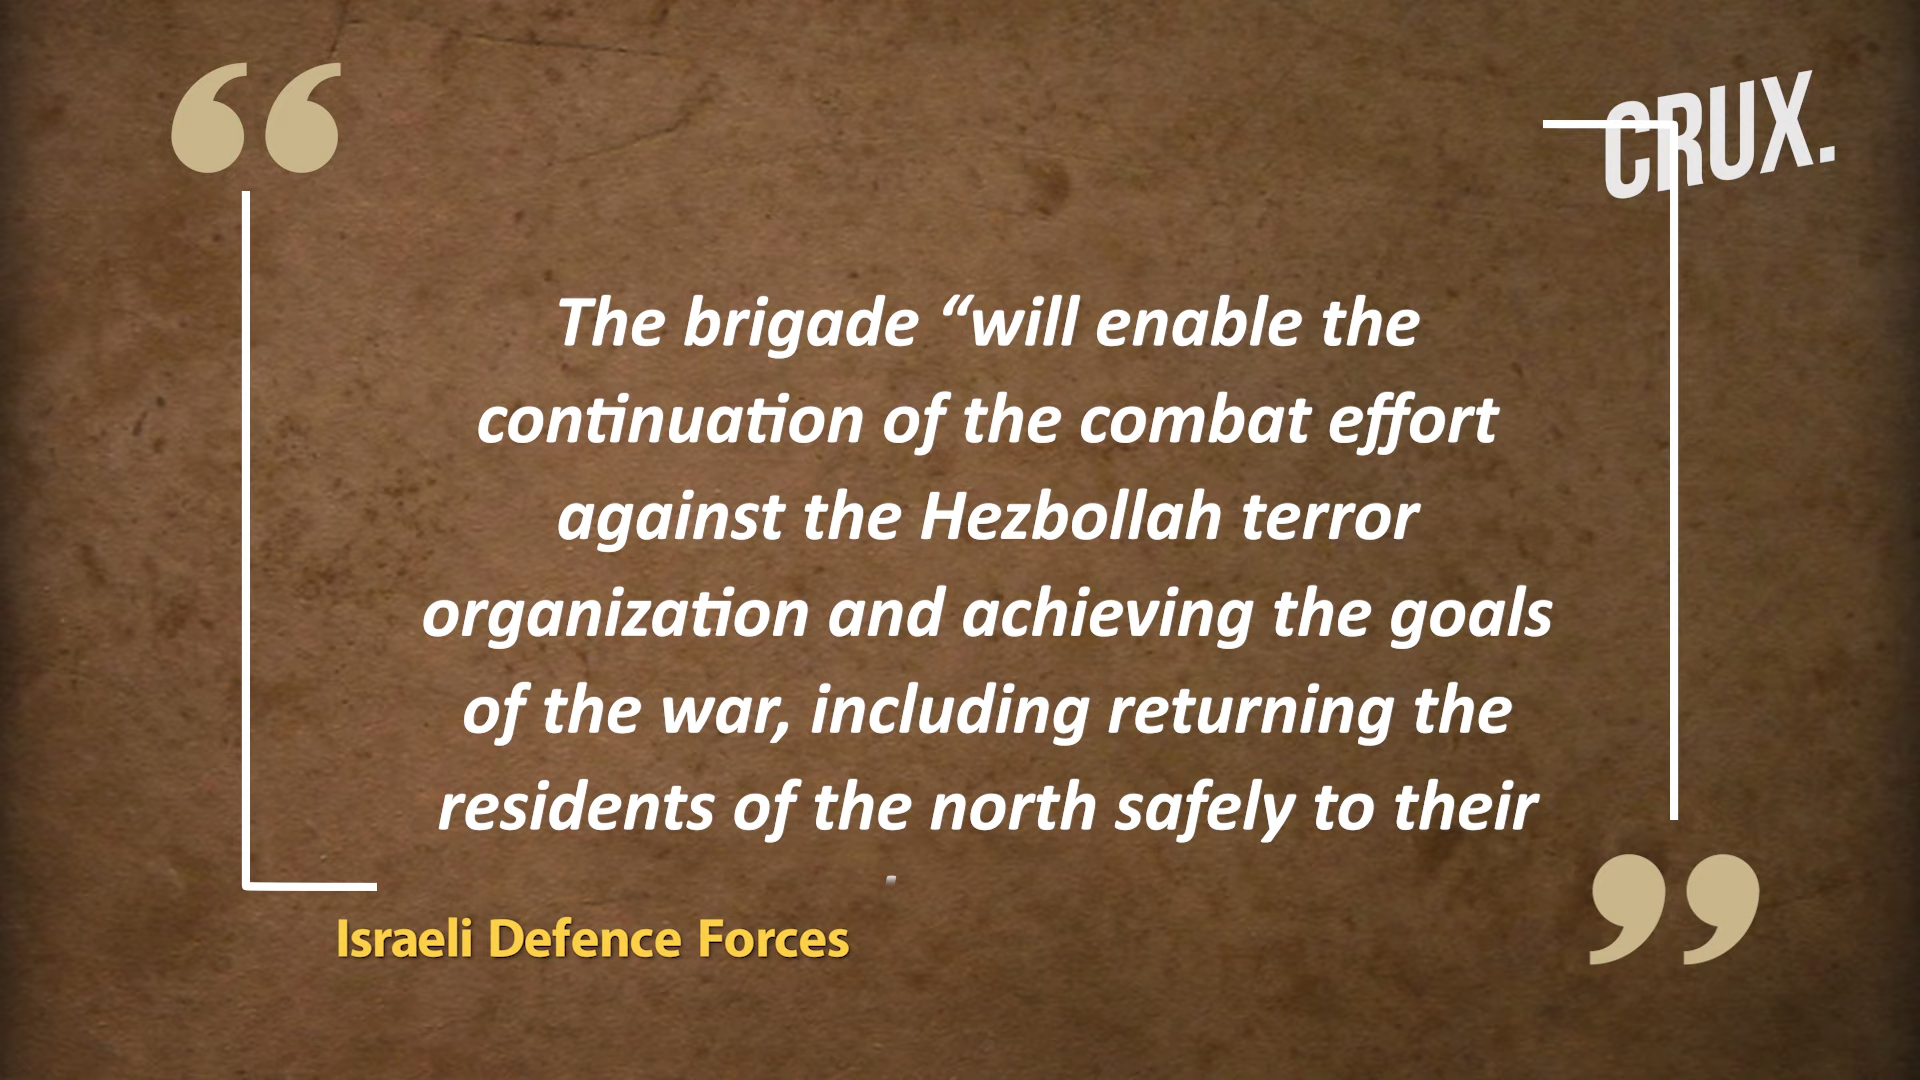 CRUX.
The brigade “will enable the
continuation of the combat effort
against the Hezbollah terror
organization and achieving the goals
of the war, including returning the
residents of the north safely to their
Israeli Defence Forces